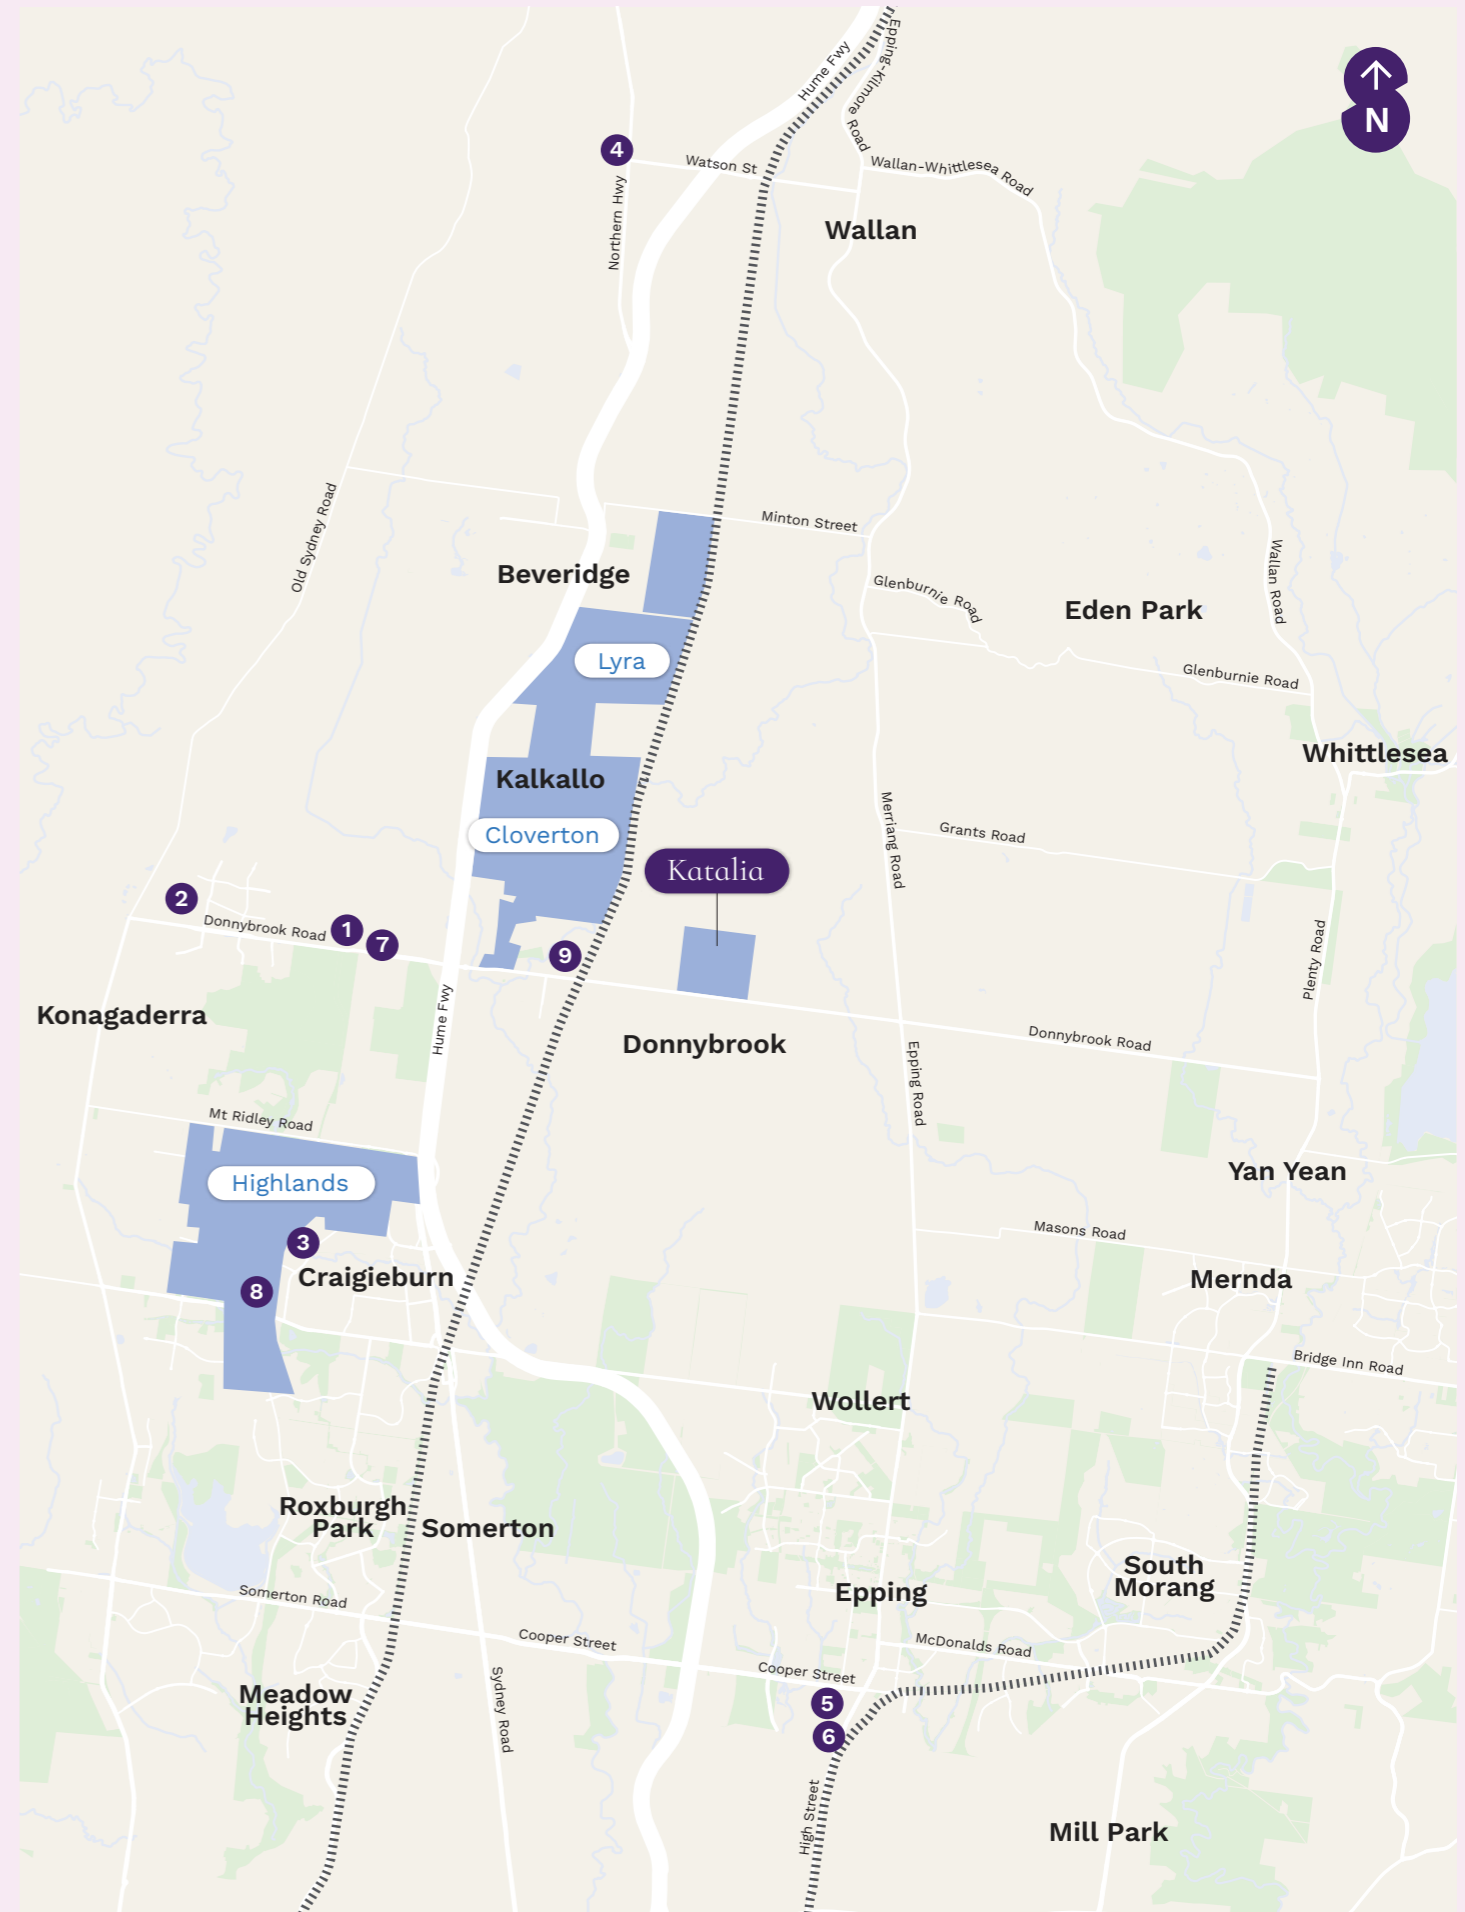 Hume Fwy
Epping-Kilmore Road
N
4
Watson St
Wallan-Whittlesea Road
Northern Hwy
Wallan
Old Sydney Road
Minton Street
Beveridge
Glenburnie Road
Wallan Road
Eden Park
Lyra
Glenburnie Road
Whittlesea
Kalkallo
Merriang Road
Cloverton
Grants Road
Katalia
2
Donnybrook Road
1
7
9
Plenty Road
Konagaderra
Hume Fwy
Donnybrook
Donnybrook Road
Epping Road
Mt Ridley Road
Highlands
Yan Yean
3
Masons Road
Craigieburn
Mernda
8
Bridge Inn Road
Wollert
Roxburgh
Park
Somerton
South
Morang
Epping
Somerton Road
Cooper Street
McDonalds Road
Cooper Street
Sydney Road
Meadow
Heights
5
6
High Street
Mill Park